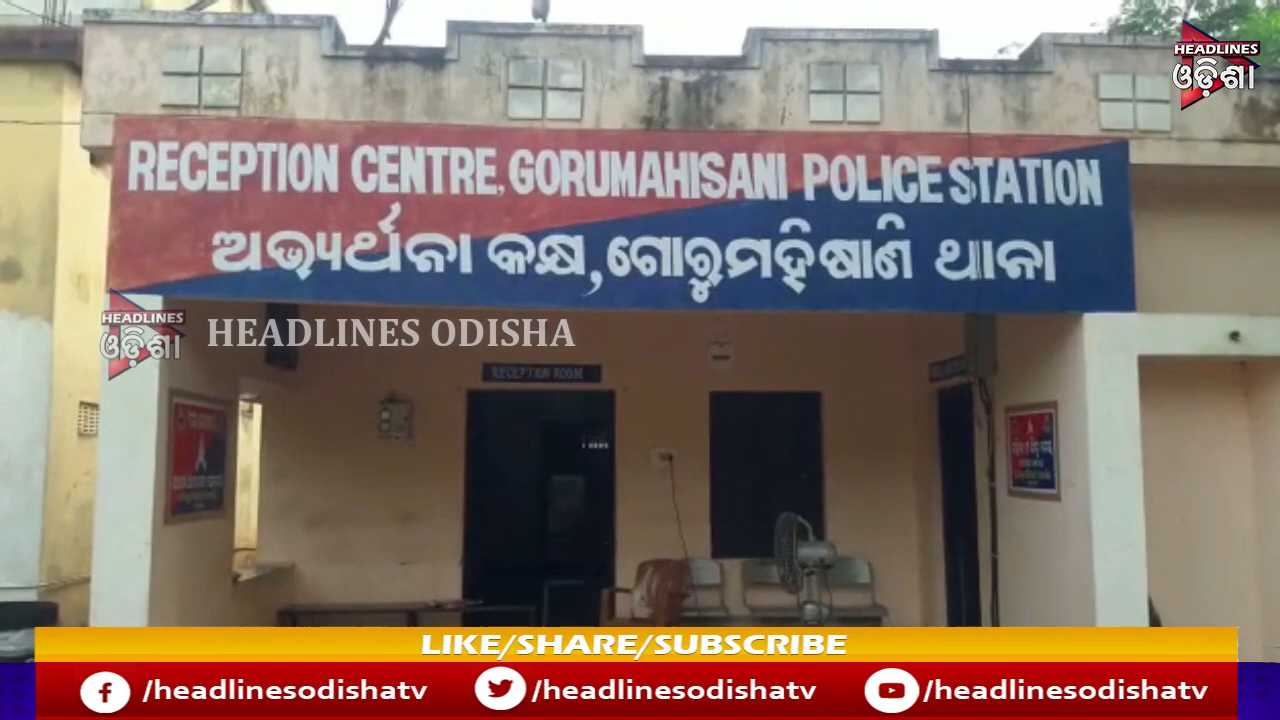 HEADLINES
ଓଡ଼ିଶା
RECEPTION CENTRE, GORUMAHISANI POLICE STATION
ଅଭ୍ୟର୍ଥନା କକ୍ଷ, ଗୋରୁମହିଷାଣି ଥାନା
HEADLINES
ଓଡ଼ିଶା
HEADLINES ODISHA
RECEPTION ROOM
LIKE/SHARE/SUBSCRIBE
/headlinesodishatv /headlinesodishatv /headlinesodishatv